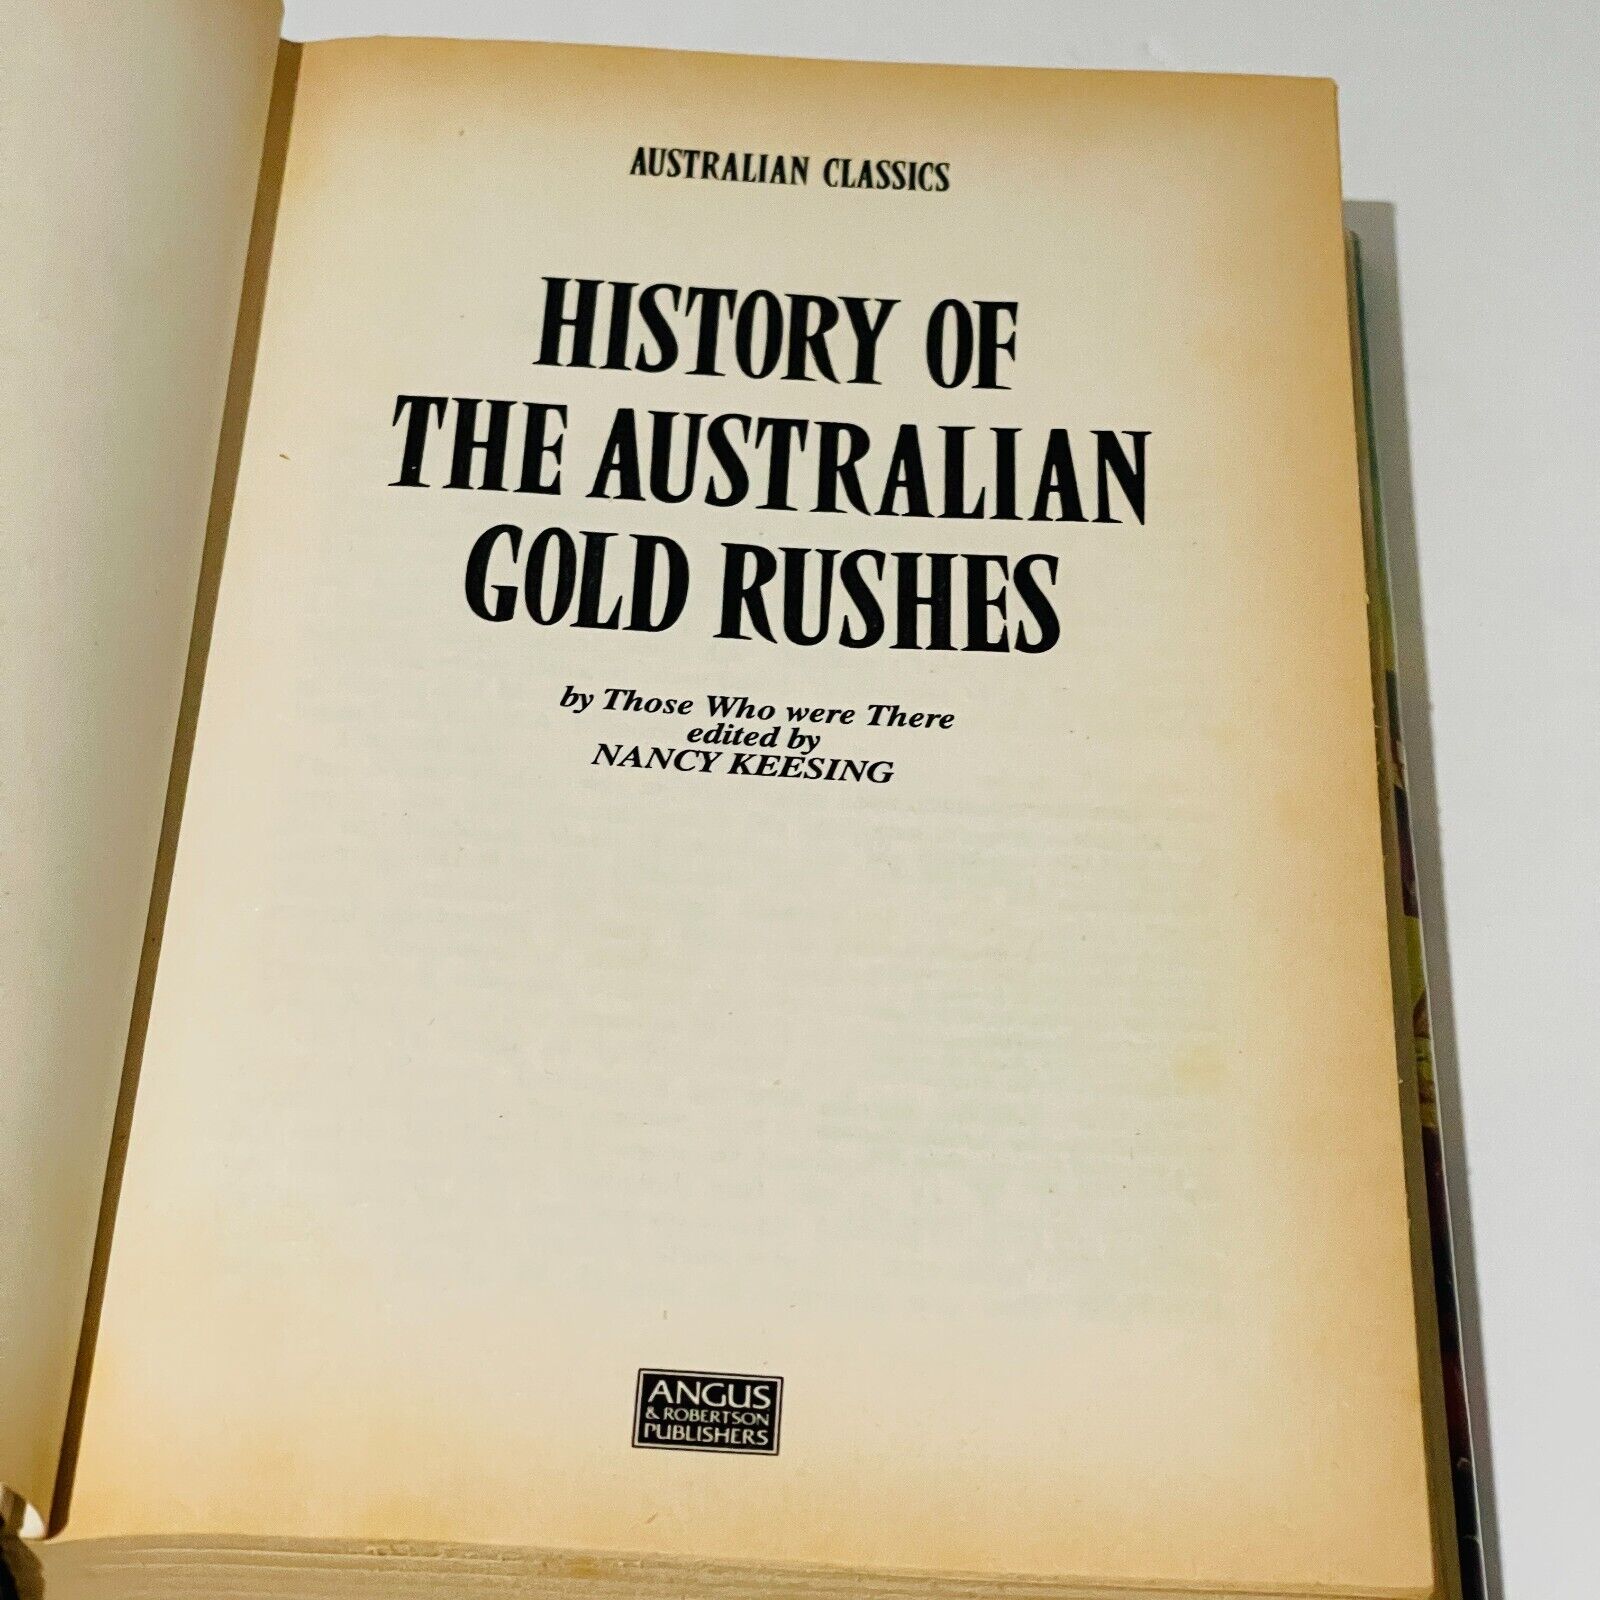 AUSTRALIAN CLASSICS
HISTORY OF
THE AUSTRALIAN
GOLD RUSHES
by Those Who were There
edited by
NANCY KEESING
ANGUS
& ROBERTSON
PUBLISHERS